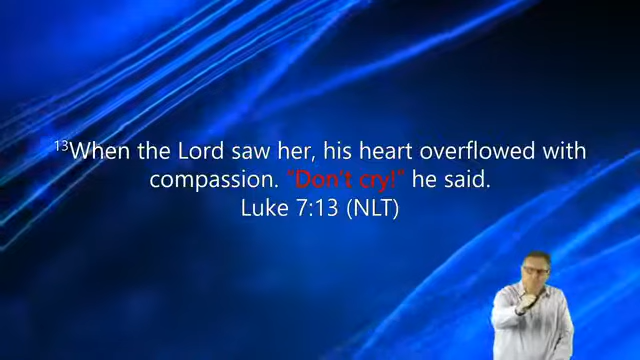 ¹³When the Lord saw her, his heart overflowed with
compassion. "Don't cry!" he said.
Luke 7:13 (NLT)